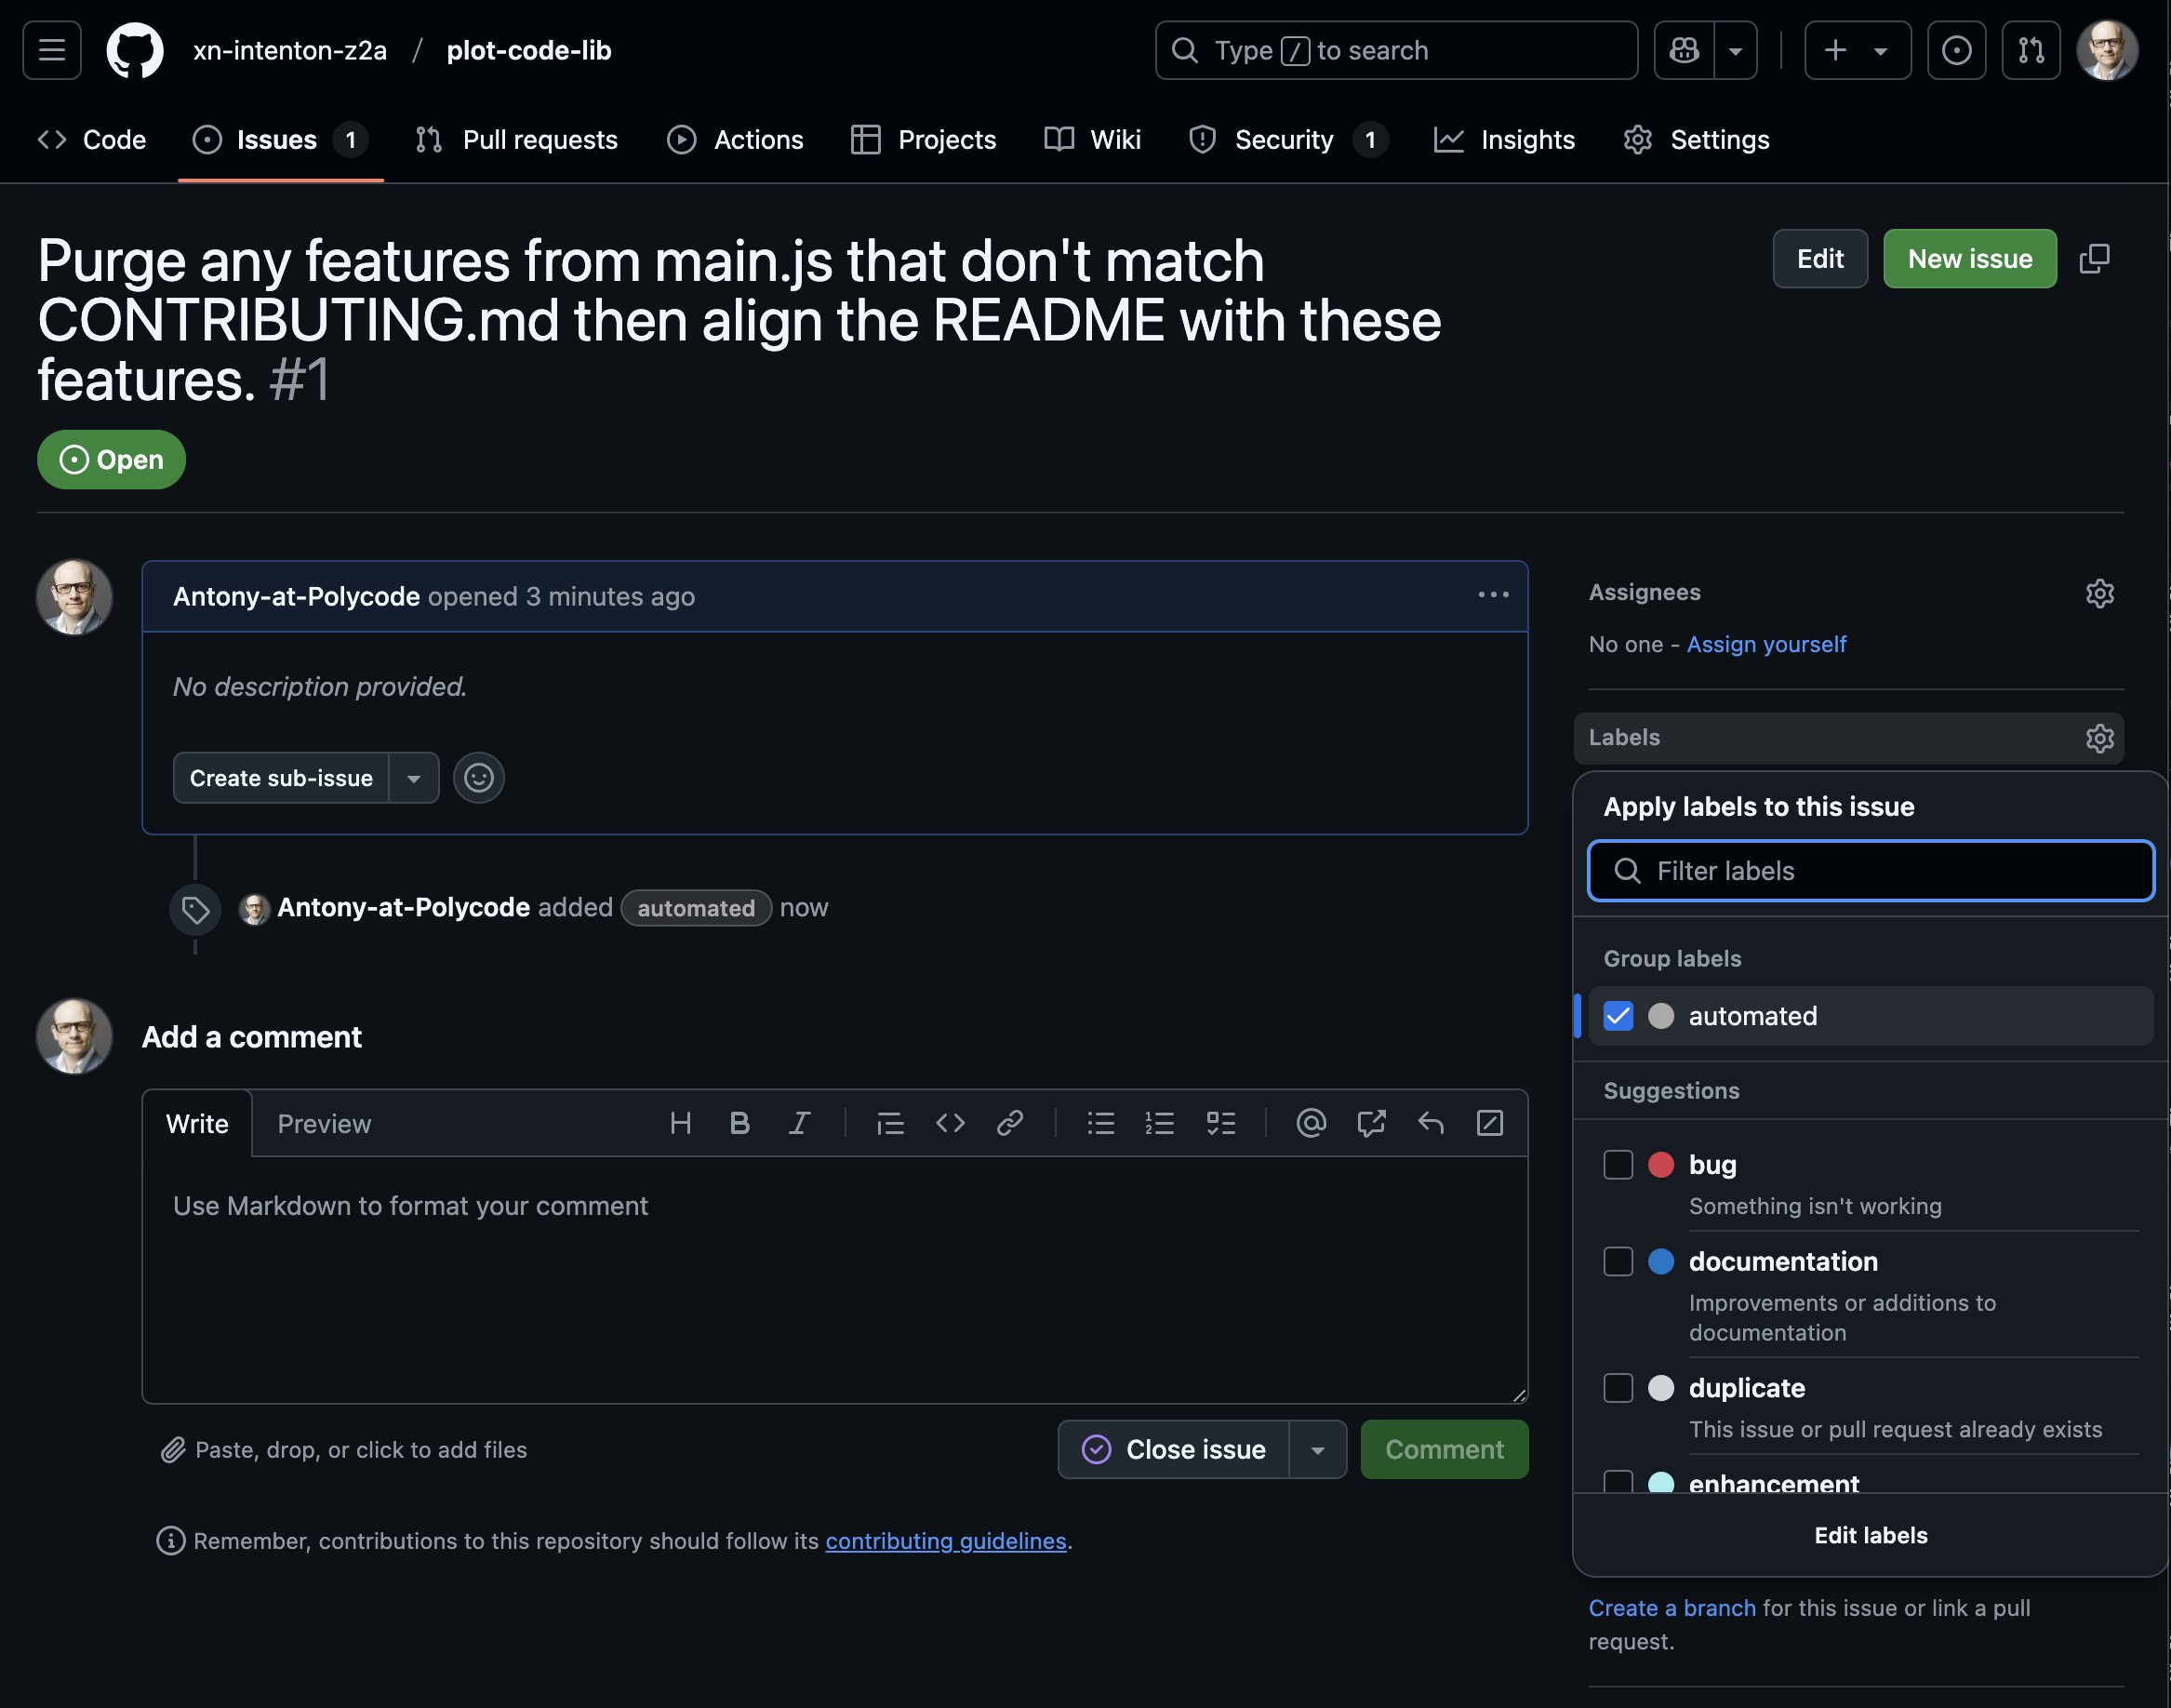 xn-intenton-z2a / plot-code-lib
Type / to search
Code
Issues 1
Pull requests
Actions
Projects
Wiki
Security 1
Insights
Settings
Purge any features from main.js that don't match
CONTRIBUTING.md then align the README with these
features. #1
Edit
New issue
Open
Antony-at-Polycode opened 3 minutes ago
No description provided.
Create sub-issue
Antony-at-Polycode added automated now
Add a comment
Write
Preview
Use Markdown to format your comment
Paste, drop, or click to add files
Close issue
Comment
Remember, contributions to this repository should follow its contributing guidelines.
Assignees
No one - Assign yourself
Labels
Apply labels to this issue
Filter labels
Group labels
automated
Suggestions
bug
Something isn't working
documentation
Improvements or additions to
documentation
duplicate
This issue or pull request already exists
enhancement
Edit labels
Create a branch for this issue or link a pull
request.